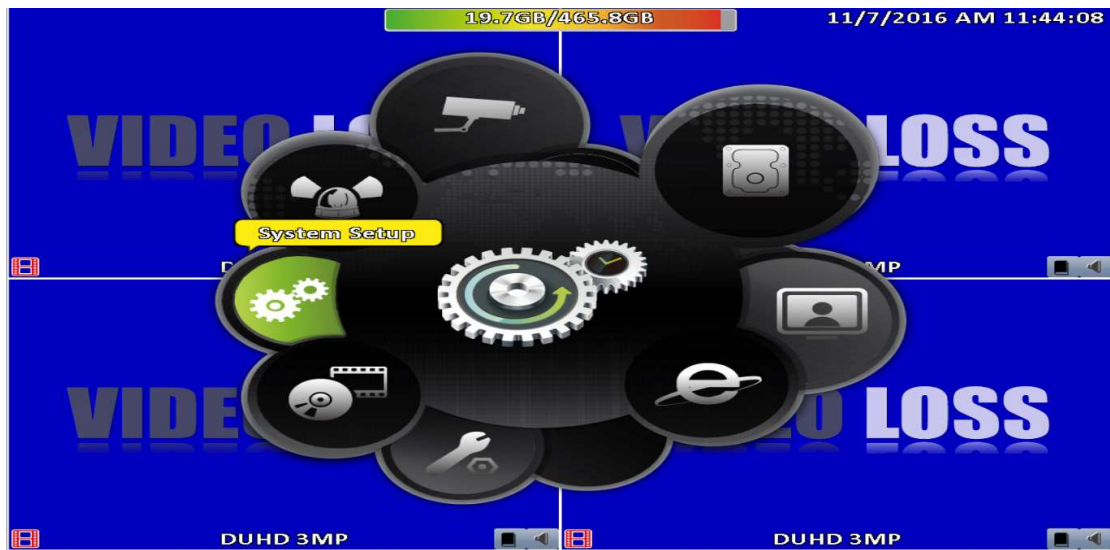 19.7GB/465.8GB
11/7/2016 AM 11:44:08
VIDEO LOSS
LOSS
System Setup
MP
VIDE
LOSS
DUHD 3MP
DUHD 3MP